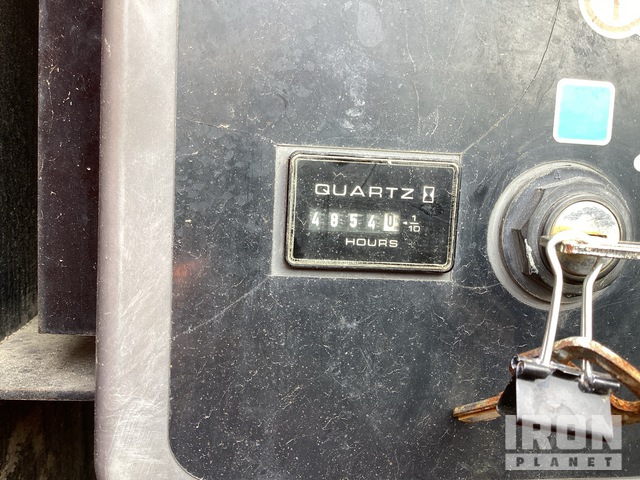 QUARTZ
48540 1/10
HOURS
IRON
PLANET